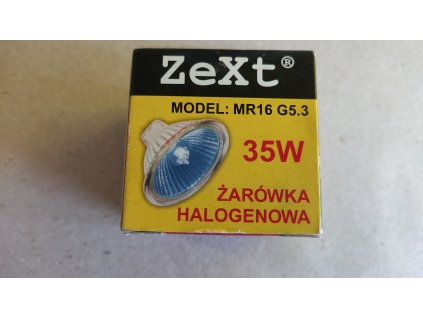 ZeXt®
MODEL: MR16 G5.3
35W
ŻARÓWKA
HALOGENOWA